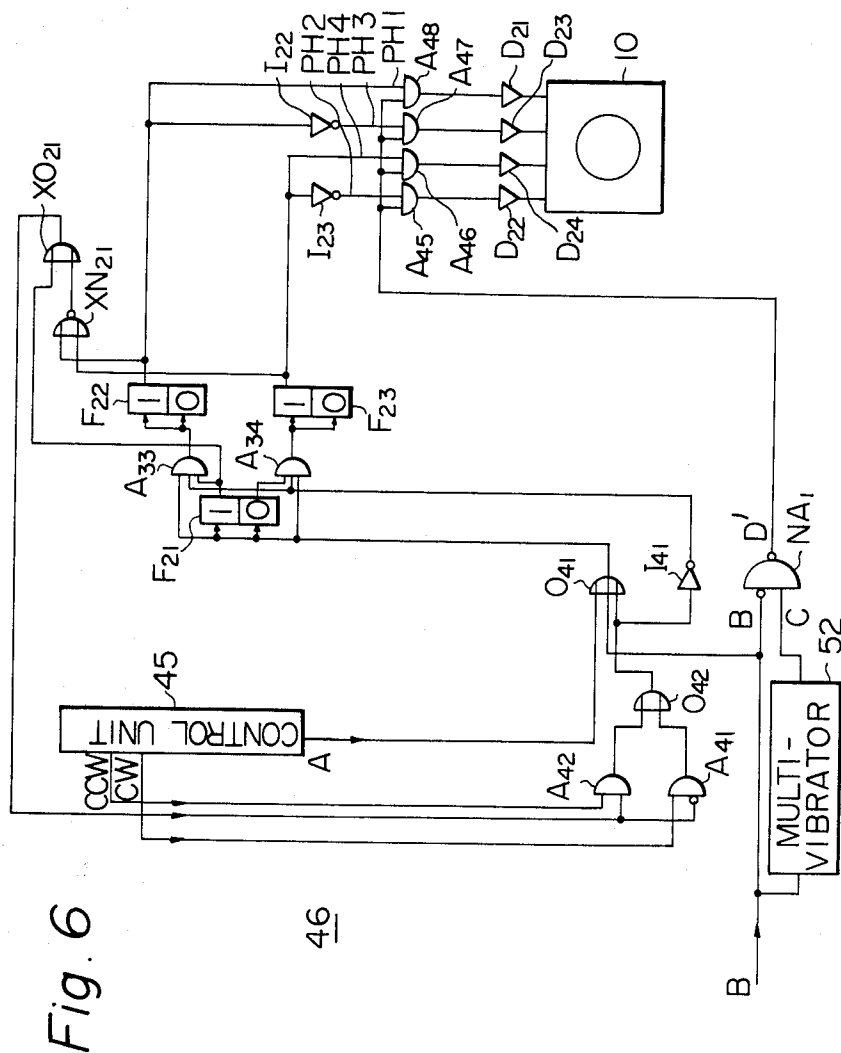 Fig. 6
46
45
CONTROL UNIT
CCW
CW
A
A42
A41
O42
O41
I41
B
MULTI-
VIBRATOR
52
B
C
D'
NA1
F21
I
O
A33
A34
F22
I
O
F23
I
O
XO21
XN21
I22
I23
PH2
PH4
PH3
PH1
A48
A47
A46
A45
D21
D23
D24
D22
10